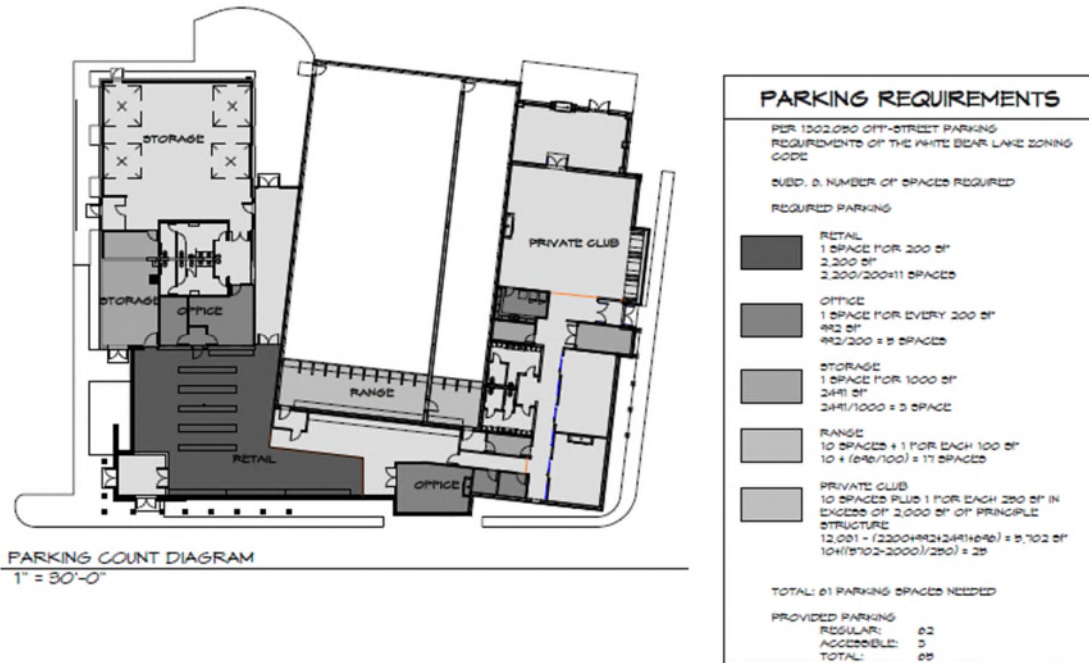 STORAGE
STORAGE
OFFICE
RETAIL
RANGE
OFFICE
PRIVATE CLUB
PARKING COUNT DIAGRAM
1" = 30'-0"
PARKING REQUIREMENTS
PER 1302.050 OFF-STREET PARKING
REQUIREMENTS OF THE WHITE BEAR LAKE ZONING
CODE
SUBD. 8, NUMBER OF SPACES REQUIRED
REQUIRED PARKING
RETAIL
1 SPACE FOR 200 SF
2,200 SF
2,200/200=11 SPACES
OFFICE
1 SPACE FOR EVERY 200 SF
992 SF
992/200 = 5 SPACES
STORAGE
1 SPACE FOR 1000 SF
2441 SF
2441/1000 = 3 SPACE
RANGE
10 SPACES + 1 FOR EACH 100 SF
10 + (696/100) = 17 SPACES
PRIVATE CLUB
10 SPACES PLUS 1 FOR EACH 250 SF IN
EXCESS OF 2,000 SF OF PRINCIPLE
STRUCTURE
12,031 - (2200+992+2441+696) = 5,702 SF
10+((5702-2000)/250) = 25
TOTAL: 61 PARKING SPACES NEEDED
PROVIDED PARKING
REGULAR: 62
ACCESSIBLE: 3
TOTAL: 65